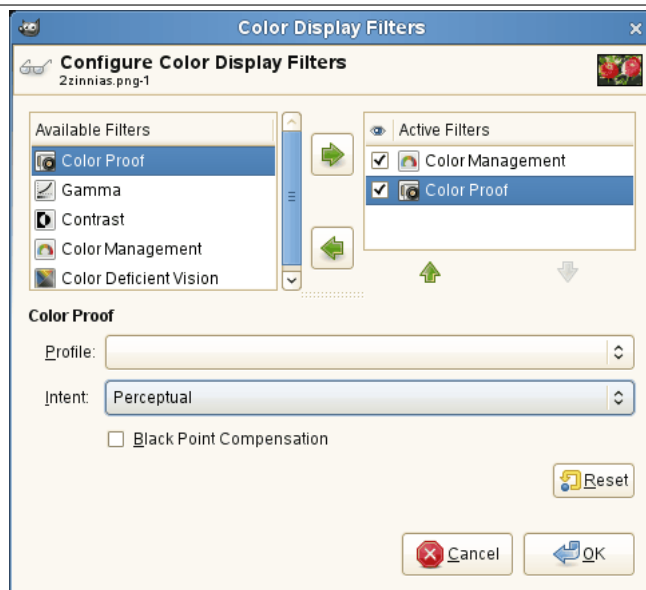 Color Display Filters
Configure Color Display Filters
2zinnias.png-1
Available Filters
Color Proof
Gamma
Contrast
Color Management
Color Deficient Vision
Active Filters
Color Management
Color Proof
Color Proof
Profile:
Intent: Perceptual
Black Point Compensation
Reset
Cancel
OK